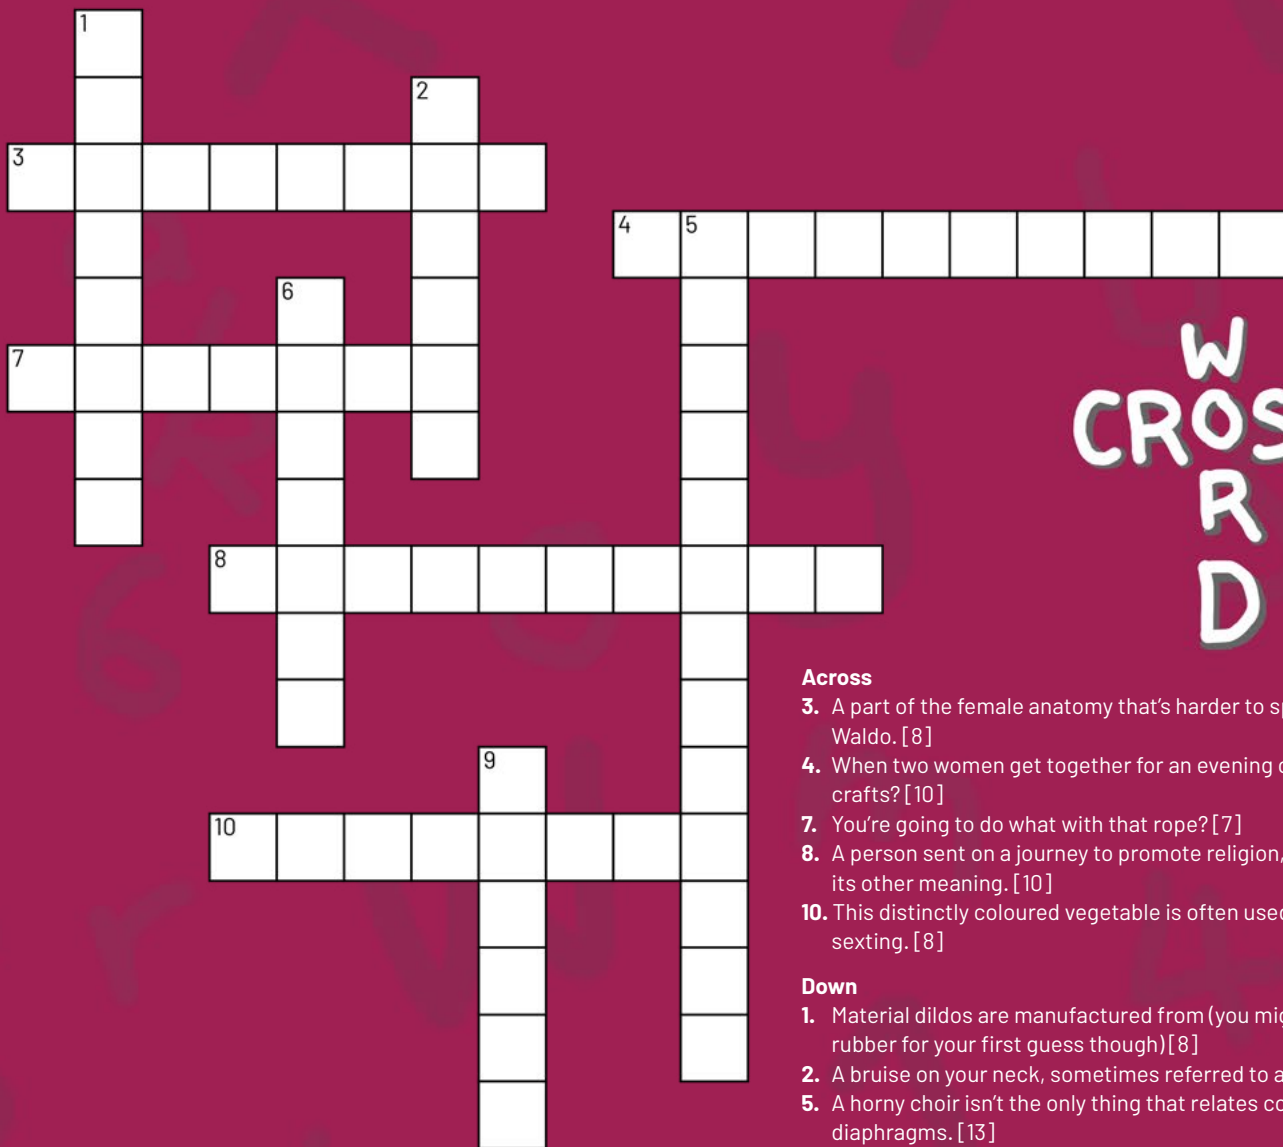 1
2
3
4 5
6
7
8
9
10
W
CROS
R
D
Across
3. A part of the female anatomy that's harder to
Waldo. [8]
4. When two women get together for an evening
crafts? [10]
7. You're going to do what with that rope? [7]
8. A person sent on a journey to promote religion,
its other meaning. [10]
10. This distinctly coloured vegetable is often
sexting. [8]
Down
1. Material dildos are manufactured from (you
rubber for your first guess though) [8]
2. A bruise on your neck, sometimes referred to
5. A horny choir isn't the only thing that relates
diaphragms. [13]